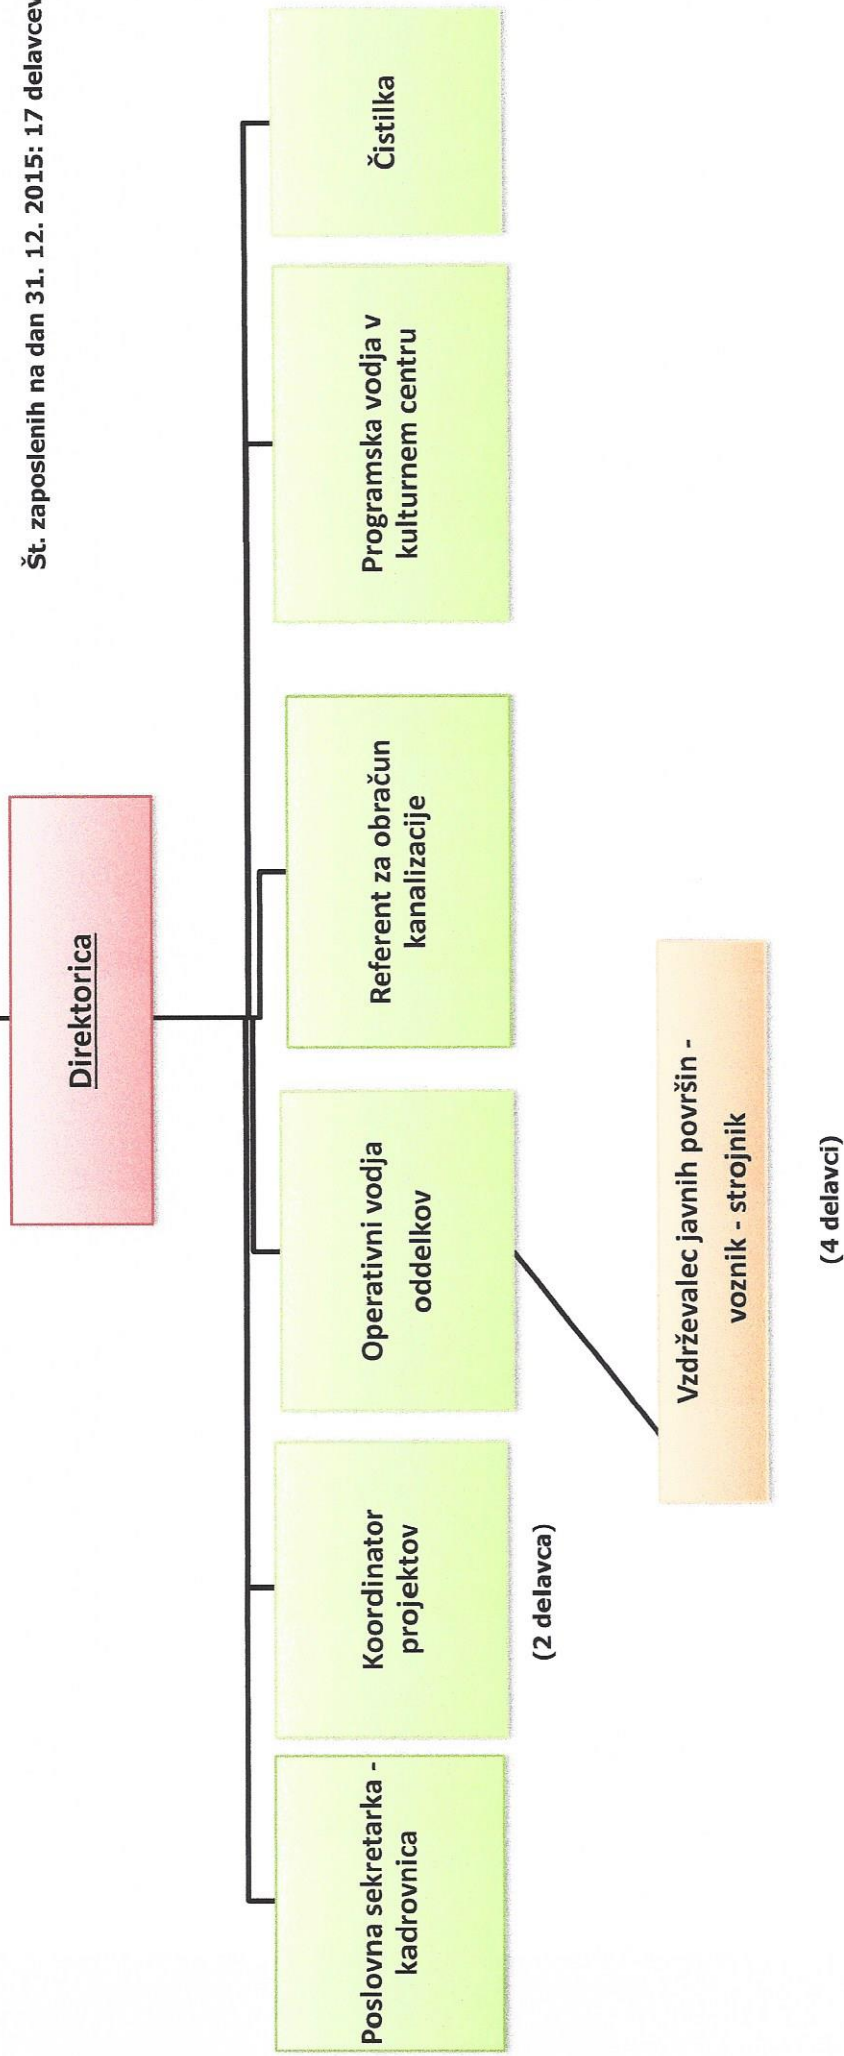 Št. zaposlenih na dan 31. 12. 2015: 17 delavcev
Direktorica
Poslovna sekretarka -
kadrovnica
Koordinator
projektov
(2 delavca)
Operativni vodja
oddelkov
Referent za obračun
kanalizacije
Programska vodja v
kulturnem centru
Čistilka
Vzdrževalec javnih površin -
voznik - strojnik
(4 delavci)